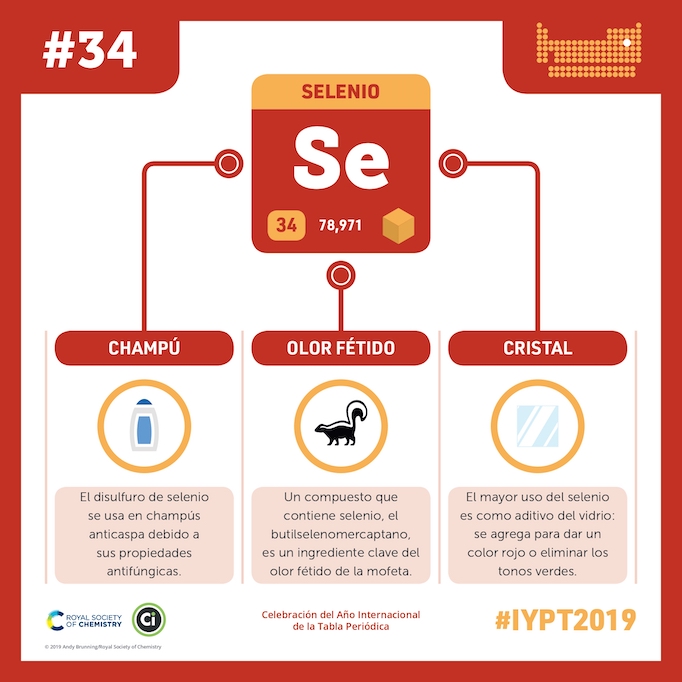 #34
SELENIO
Se
34 78,971
CHAMPÚ
OLOR FÉTIDO
CRISTAL
El disulfuro de selenio
se usa en champús
anticaspa debido a
sus propiedades
antifúngicas.
Un compuesto que
contiene selenio, el
butilselenomercaptano,
es un ingrediente clave del
olor fétido de la mofeta.
El mayor uso del selenio
es como aditivo del vidrio:
se agrega para dar un
color rojo o eliminar los
tonos verdes.
ROYAL SOCIETY
OF CHEMISTRY
Ci
Celebración del Año Internacional
de la Tabla Periódica
#IYPT2019
© 2019 Andy Brunning/Royal Society of Chemistry